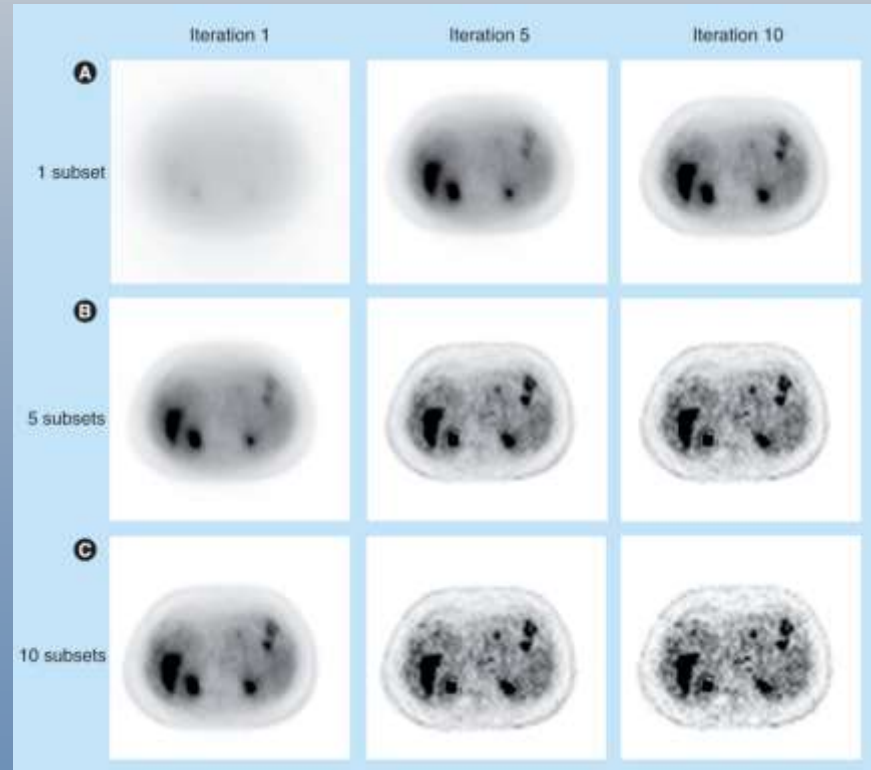 Iteration 1 Iteration 5 Iteration 10
A
1 subset
B
5 subsets
C
10 subsets